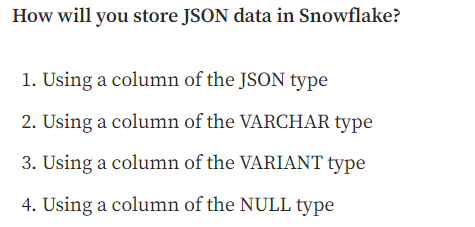 How will you store JSON data in Snowflake?
1. Using a column of the JSON type
2. Using a column of the VARCHAR type
3. Using a column of the VARIANT type
4. Using a column of the NULL type